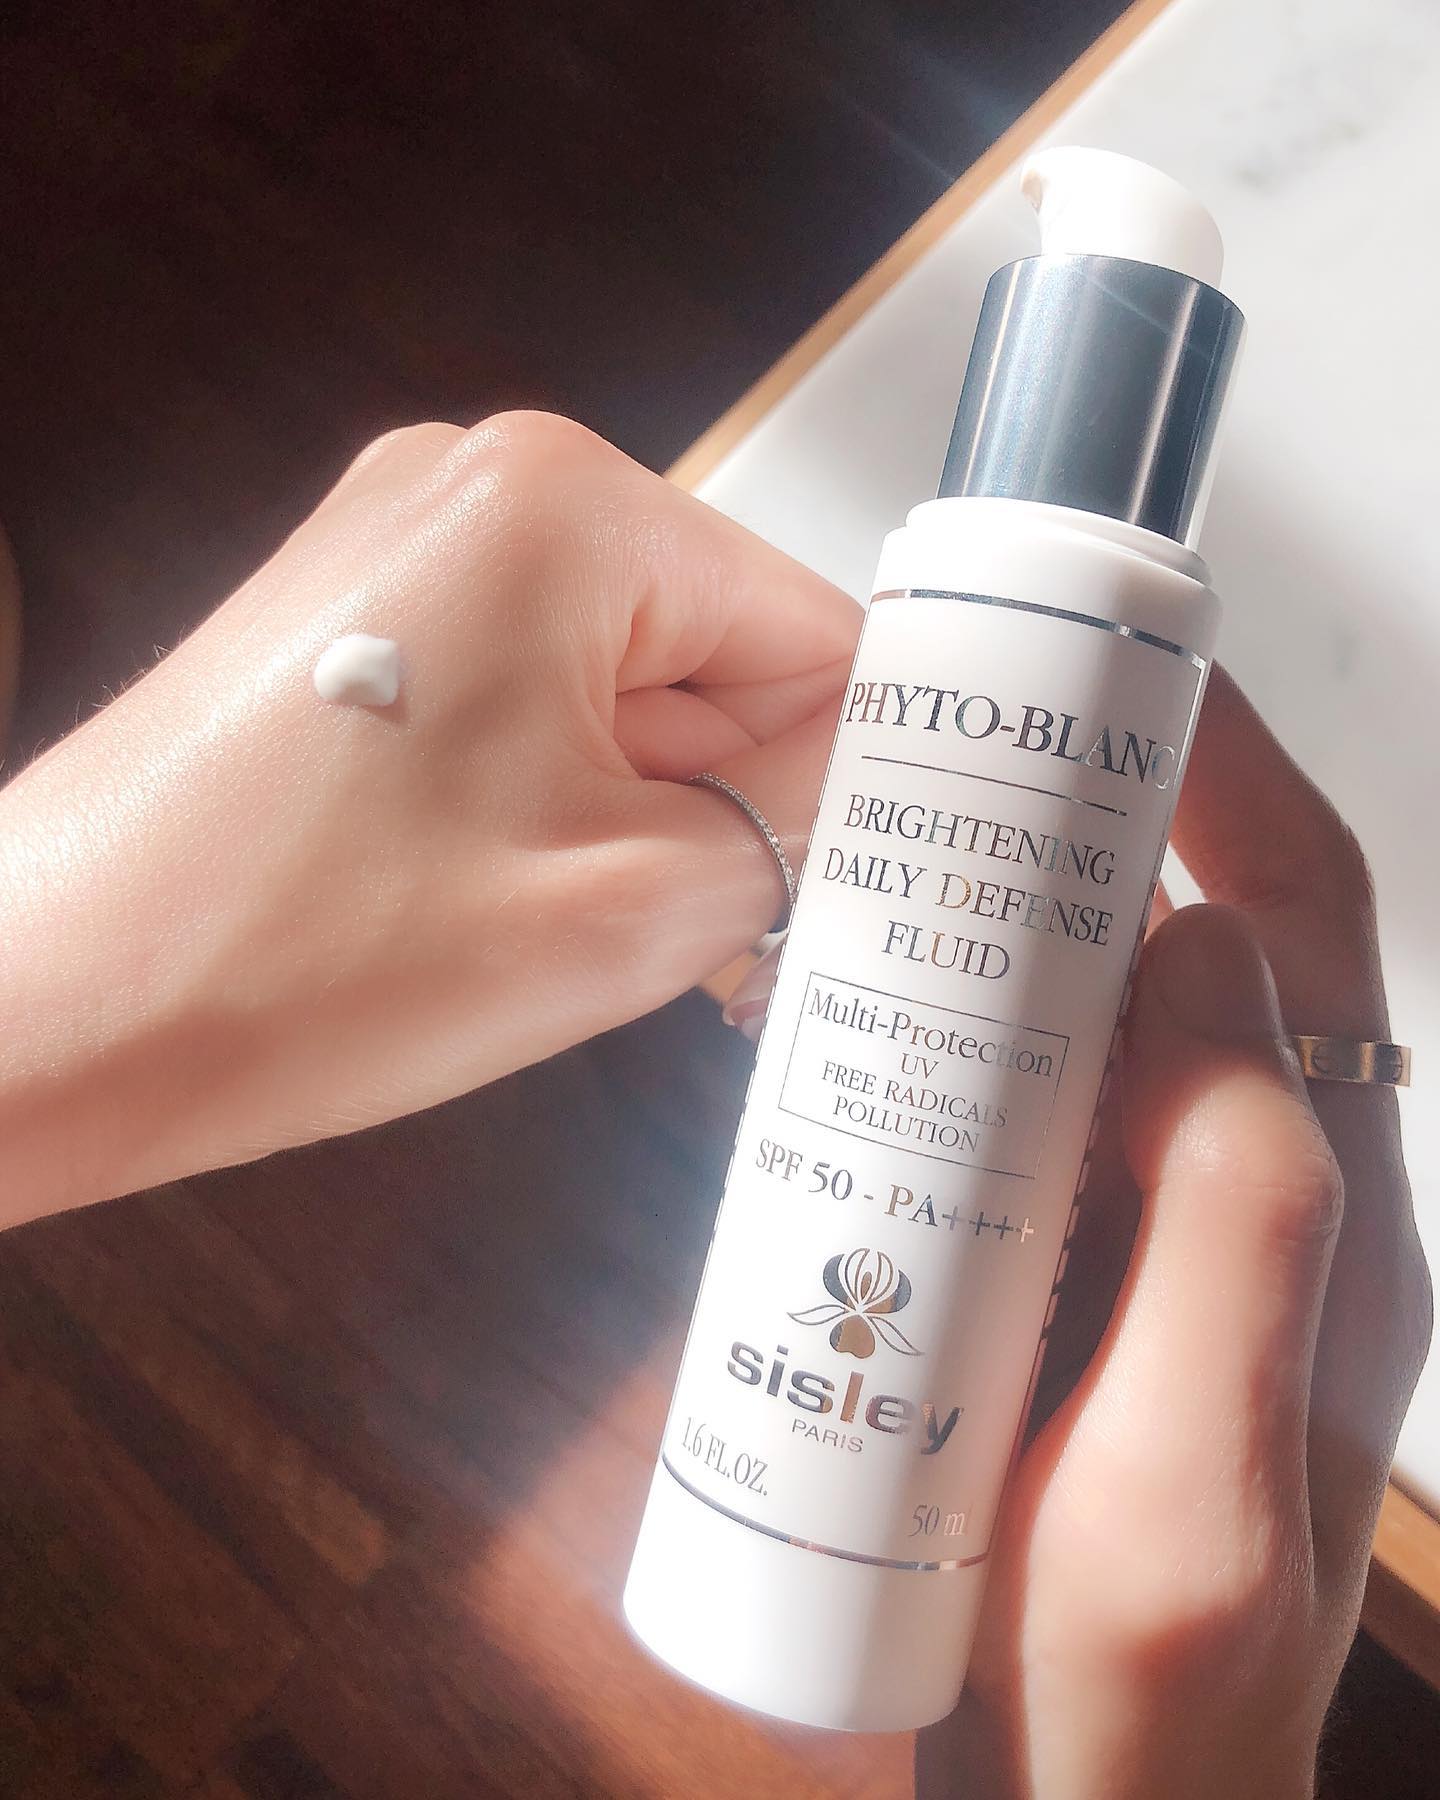 PHYTO-BLANC
BRIGHTENING
DAILY DEFENSE
FLUID
Multi-Protection
UV
FREE RADICALS
POLLUTION
SPF 50 - PA++++
sisley
PARIS
1.6 FL.OZ.
50 ml